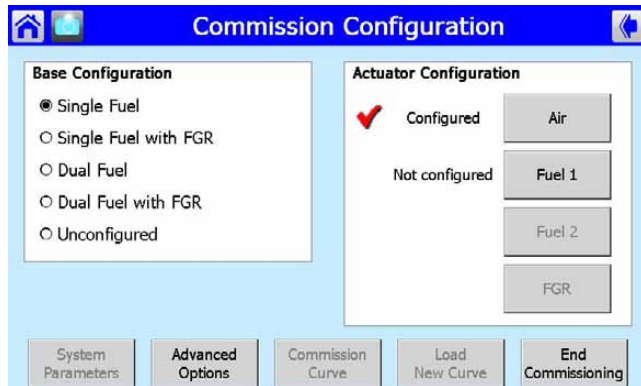 Commission Configuration
Base Configuration
Single Fuel
Single Fuel with FGR
Dual Fuel
Dual Fuel with FGR
Unconfigured
Actuator Configuration
Configured
Air
Not configured
Fuel 1
Fuel 2
FGR
System
Parameters
Advanced
Options
Commission
Curve
Load
New Curve
End
Commissioning